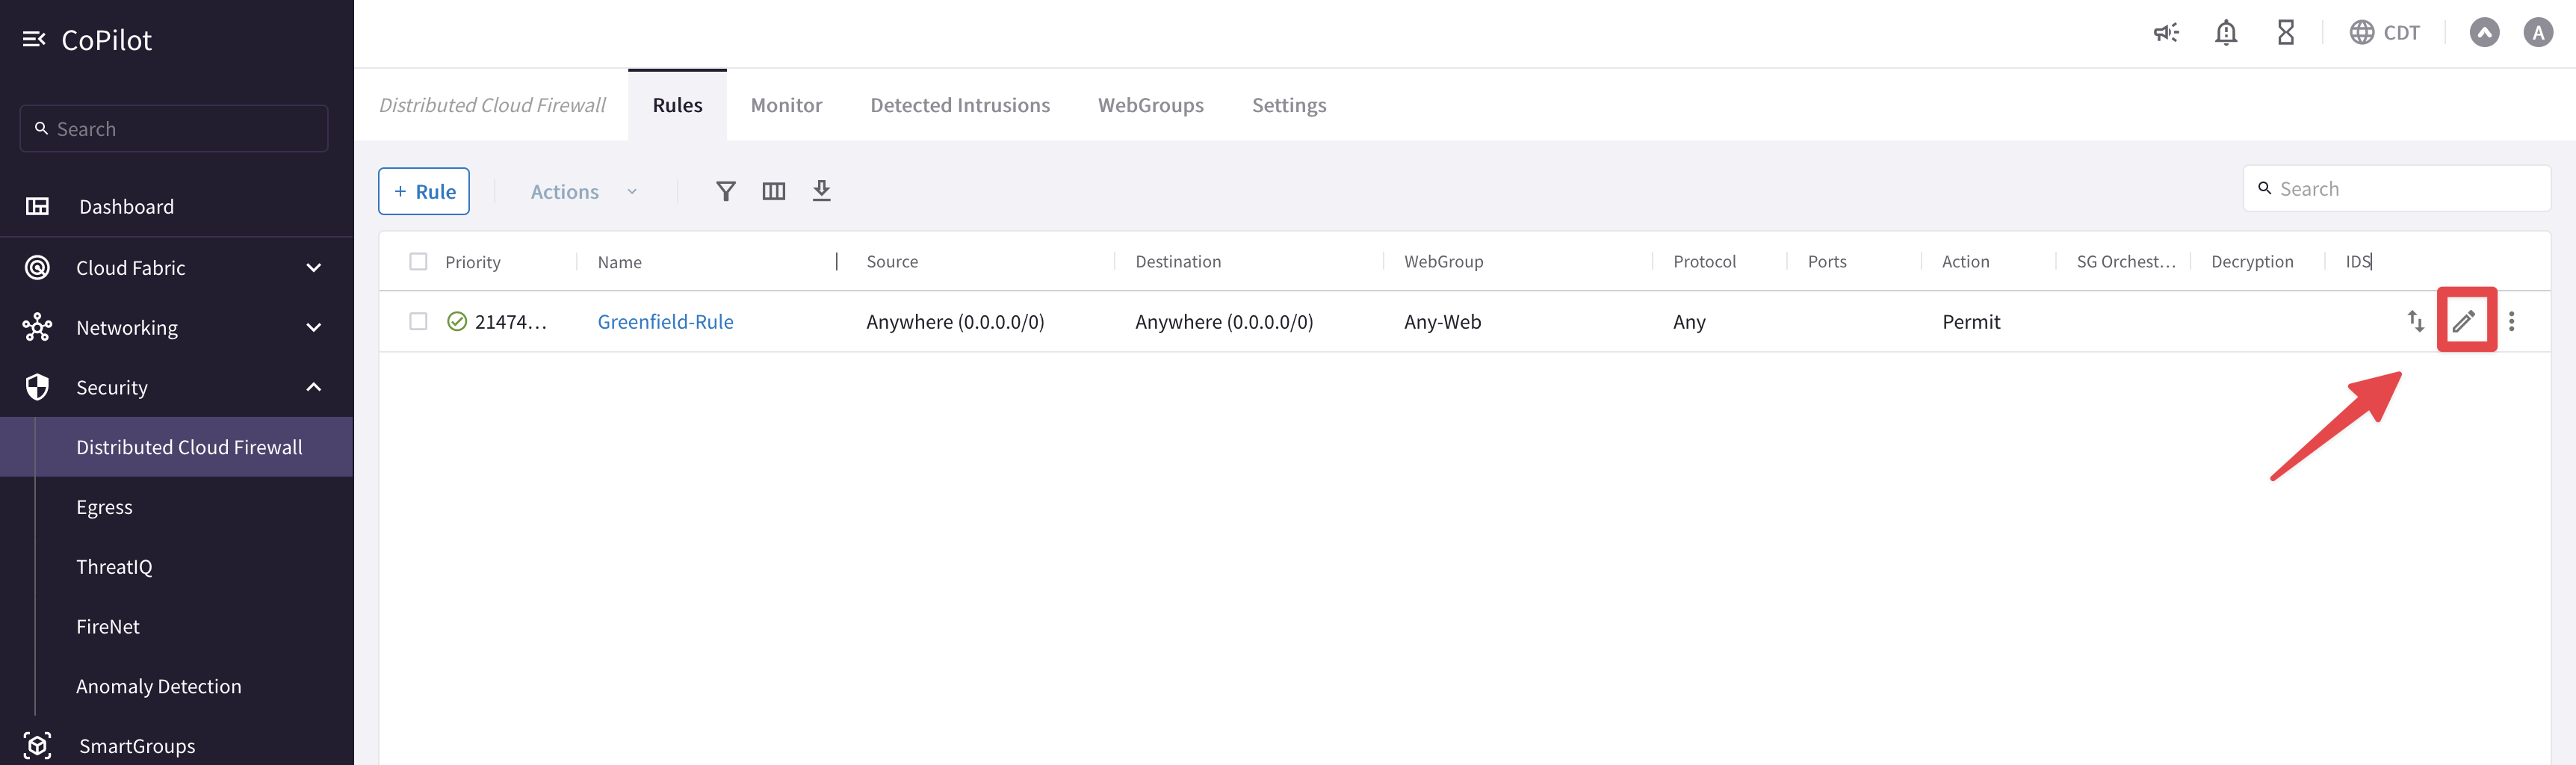 CoPilot
Search
Dashboard
Cloud Fabric
Networking
Security
Distributed Cloud Firewall
Egress
ThreatIQ
FireNet
Anomaly Detection
SmartGroups
CDT
A
Distributed Cloud Firewall Rules Monitor Detected Intrusions WebGroups Settings
+ Rule Actions Search
Priority Name Source Destination WebGroup Protocol Ports Action SG Orchest... Decryption IDS
21474... Greenfield-Rule Anywhere (0.0.0.0/0) Anywhere (0.0.0.0/0) Any-Web Any Permit